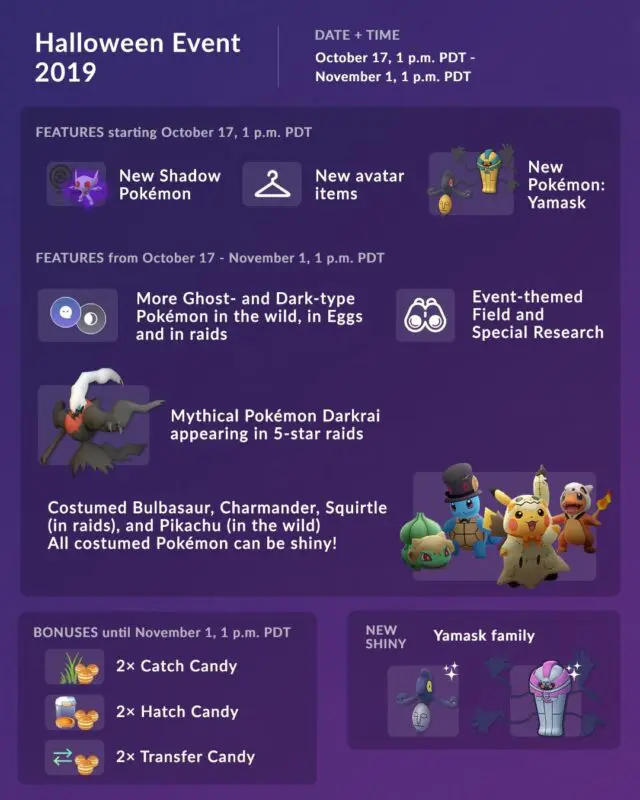 Halloween Event
2019
DATE + TIME
October 17, 1 p.m. PDT -
November 1, 1 p.m. PDT
FEATURES starting October 17, 1 p.m. PDT
New Shadow
Pokémon
New avatar
items
New
Pokémon:
Yamask
FEATURES from October 17 - November 1, 1 p.m. PDT
More Ghost- and Dark-type
Pokémon in the wild, in Eggs
and in raids
Event-themed
Field and
Special Research
Mythical Pokémon Darkrai
appearing in 5-star raids
Costumed Bulbasaur, Charmander, Squirtle
(in raids), and Pikachu (in the wild)
All costumed Pokémon can be shiny!
BONUSES until November 1, 1 p.m. PDT
2× Catch Candy
2× Hatch Candy
2× Transfer Candy
NEW
SHINY
Yamask family